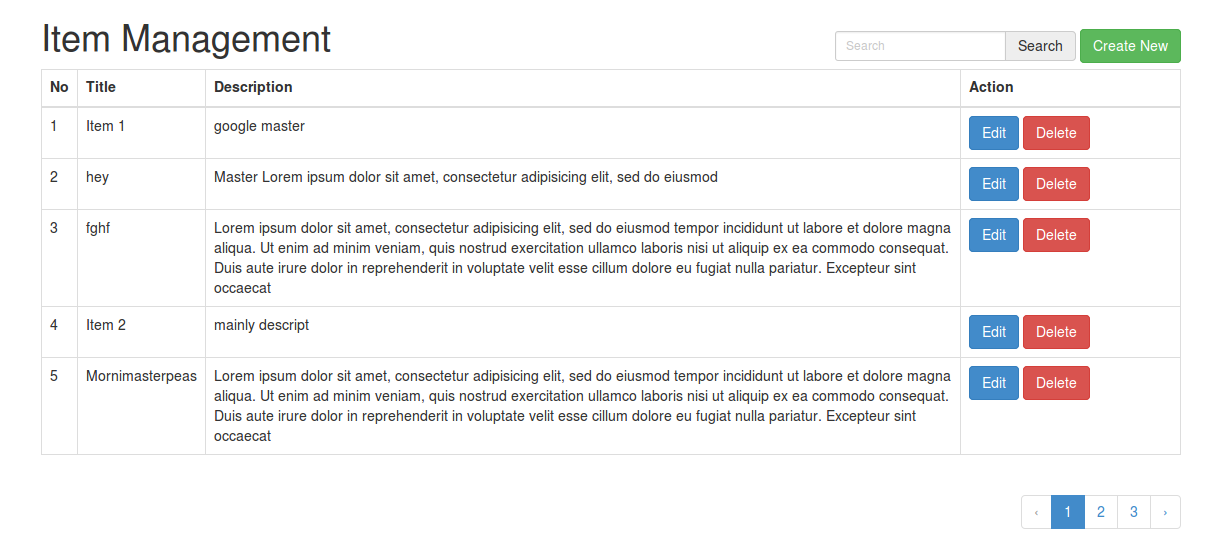 Item Management
Search
Search
Create New
No Title Description Action
1 Item 1 google master Edit Delete
2 hey Master Lorem ipsum dolor sit amet, consectetur adipisicing elit, sed do eiusmod Edit Delete
3 fghf Lorem ipsum dolor sit amet, consectetur adipisicing elit, sed do eiusmod tempor incididunt ut labore et dolore magna Edit Delete
aliqua. Ut enim ad minim veniam, quis nostrud exercitation ullamco laboris nisi ut aliquip ex ea commodo consequat.
Duis aute irure dolor in reprehenderit in voluptate velit esse cillum dolore eu fugiat nulla pariatur. Excepteur sint
occaecat
4 Item 2 mainly descript Edit Delete
5 Mornimasterpeas Lorem ipsum dolor sit amet, consectetur adipisicing elit, sed do eiusmod tempor incididunt ut labore et dolore magna Edit Delete
aliqua. Ut enim ad minim veniam, quis nostrud exercitation ullamco laboris nisi ut aliquip ex ea commodo consequat.
Duis aute irure dolor in reprehenderit in voluptate velit esse cillum dolore eu fugiat nulla pariatur. Excepteur sint
occaecat
‹ 1 2 3 ›